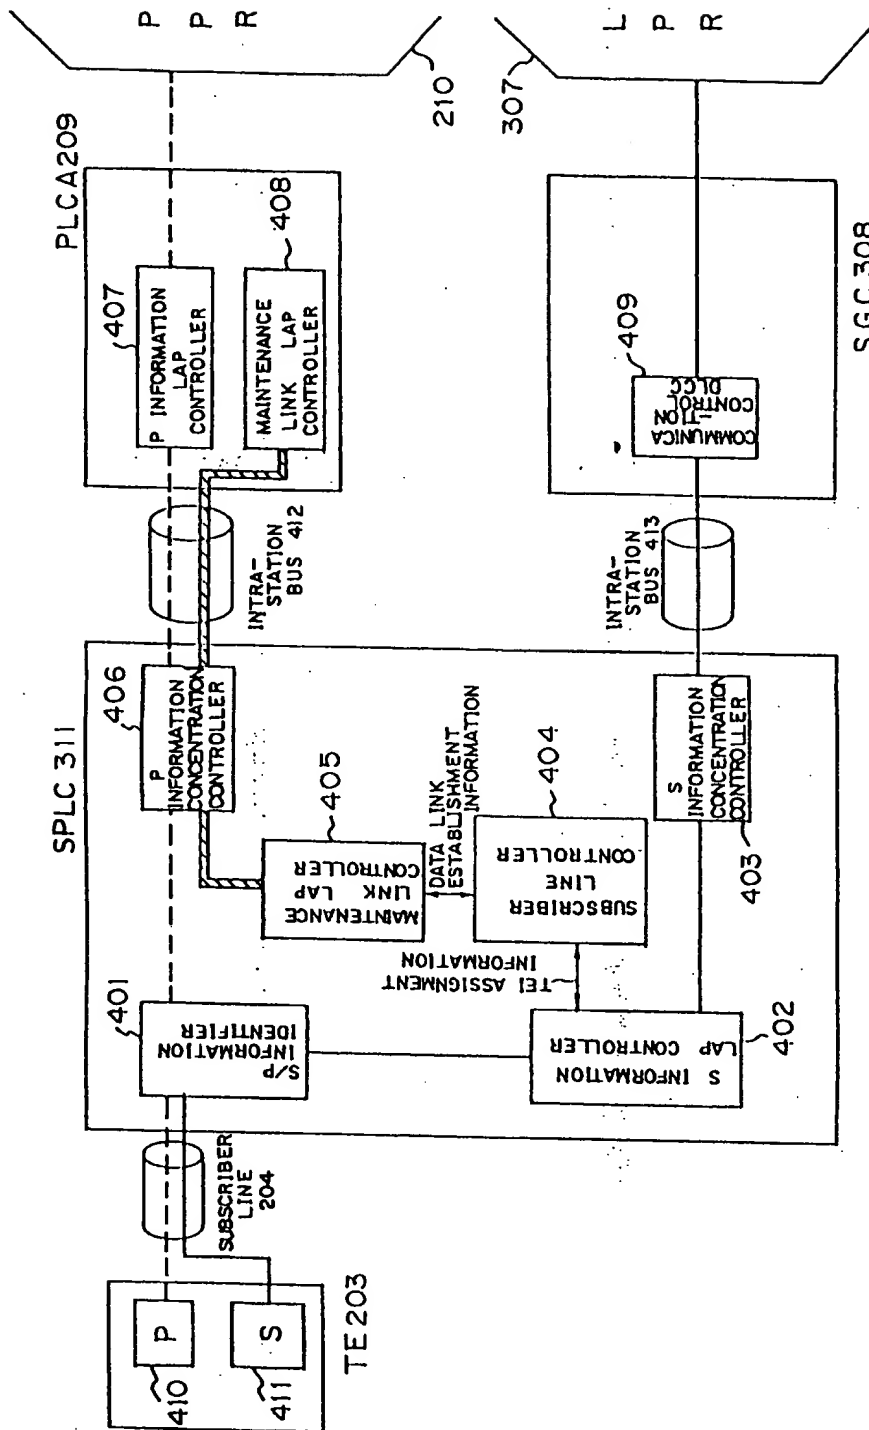 P
P
R
210
L
P
R
307
PLCA209
407
P INFORMATION
LAP
CONTROLLER
408
MAINTENANCE
LINK LAP
CONTROLLER
409
COMMUNICA
-TION
CONTROL
DLCC
SGC308
INTRA-
STATION
BUS 412
INTRA-
STATION
BUS 413
SPLC 311
406
P
INFORMATION
CONCENTRATION
CONTROLLER
405
MAINTENANCE
LINK LAP
CONTROLLER
DATA LINK
ESTABLISHMENT
INFORMATION
404
SUBSCRIBER
LINE
CONTROLLER
S
INFORMATION
CONCENTRATION
CONTROLLER
403
TEI ASSIGNMENT
INFORMATION
401
S/P
INFORMATION
IDENTIFIER
S INFORMATION
LAP CONTROLLER
402
SUBSCRIBER
LINE
204
P
410
S
411
TE203